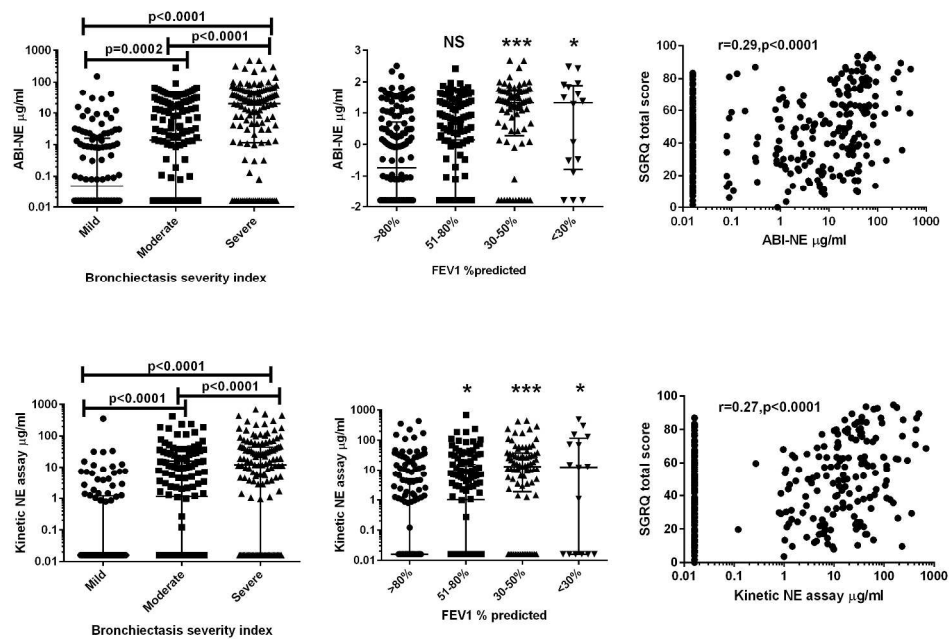 p<0.0001
p<0.0001
p=0.0002
1000
100
10
1
0.1
0.01
ABI-NE µg/ml
Mild
Moderate
Severe
Bronchiectasis severity index
NS
***
*
3
2
1
0
-1
-2
ABI-NE µg/ml
>80%
51-80%
30-50%
<30%
FEV1 %predicted
r=0.29,p<0.0001
100
80
60
40
20
0
SGRQ total score
0.01
0.1
1
10
100
1000
ABI-NE µg/ml
p<0.0001
p<0.0001
p<0.0001
1000
100
10
1
0.1
0.01
Kinetic NE assay µg/ml
Mild
Moderate
Severe
Bronchiectasis severity index
*
***
*
1000
100
10
1
0.1
0.01
Kinetic NE assay µg/ml
>80%
51-80%
30-50%
<30%
FEV1 % predicted
r=0.27,p<0.0001
100
80
60
40
20
0
SGRQ total score
0.01
0.1
1
10
100
1000
Kinetic NE assay µg/ml